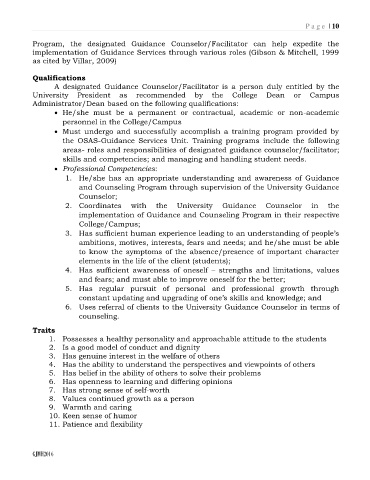 Page | 10
Program, the designated Guidance Counselor/Facilitator can help expedite the
implementation of Guidance Services through various roles (Gibson & Mitchell, 1999
as cited by Villar, 2009)
Qualifications
A designated Guidance Counselor/Facilitator is a person duly entitled by the
University President as recommended by the College Dean or Campus
Administrator/Dean based on the following qualifications:
• He/she must be a permanent or contractual, academic or non-academic
personnel in the College/Campus
• Must undergo and successfully accomplish a training program provided by
the OSAS-Guidance Services Unit. Training programs include the following
areas- roles and responsibilities of designated guidance counselor/facilitator;
skills and competencies; and managing and handling student needs.
• Professional Competencies:
1. He/she has an appropriate understanding and awareness of Guidance
and Counseling Program through supervision of the University Guidance
Counselor;
2. Coordinates with the University Guidance Counselor in the
implementation of Guidance and Counseling Program in their respective
College/Campus;
3. Has sufficient human experience leading to an understanding of people's
ambitions, motives, interests, fears and needs; and he/she must be able
to know the symptoms of the absence/presence of important character
elements in the life of the client (students);
4. Has sufficient awareness of oneself – strengths and limitations, values
and fears; and must able to improve oneself for the better;
5. Has regular pursuit of personal and professional growth through
constant updating and upgrading of one's skills and knowledge; and
6. Uses referral of clients to the University Guidance Counselor in terms of
counseling.
Traits
1. Possesses a healthy personality and approachable attitude to the students
2. Is a good model of conduct and dignity
3. Has genuine interest in the welfare of others
4. Has the ability to understand the perspectives and viewpoints of others
5. Has belief in the ability of others to solve their problems
6. Has openness to learning and differing opinions
7. Has strong sense of self-worth
8. Values continued growth as a person
9. Warmth and caring
10. Keen sense of humor
11. Patience and flexibility